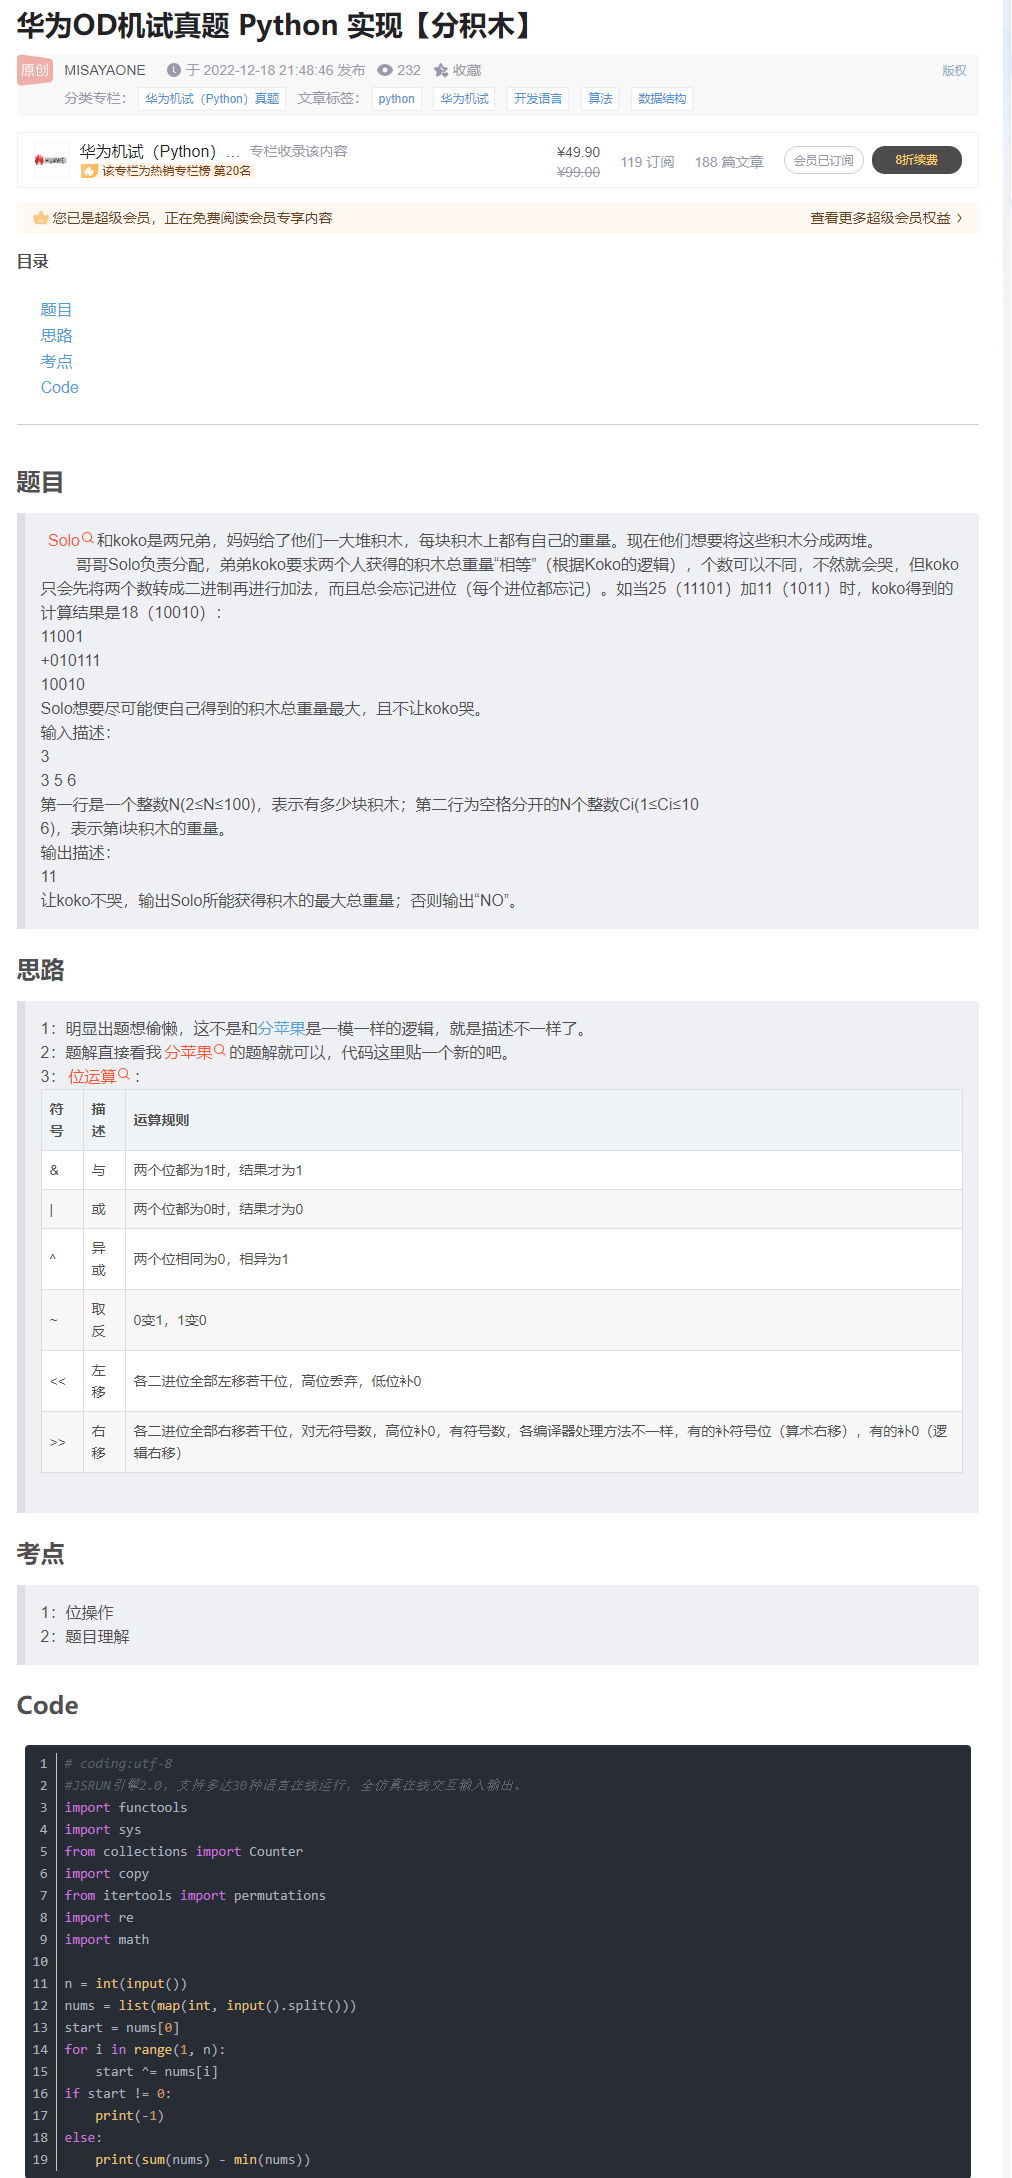 华为OD机试真题 Python 实现【分积木】
原创 MISAYAONE 于 2022-12-18 21:48:46 发布 232 收藏 版权
分类专栏： 华为机试（Python）真题 文章标签： python 华为机试 开发语言 算法 数据结构
HUAWEI 华为机试（Python）... 专栏收录该内容 ¥49.90 119 订阅 188 篇文章 会员已订阅 8折续费
该专栏为热销专栏榜 第20名 ¥99.00
您已是超级会员，正在免费阅读会员专享内容 查看更多超级会员权益
目录
题目
思路
考点
Code
题目
Solo和koko是两兄弟，妈妈给了他们一大堆积木，每块积木上都有自己的重量。现在他们想要将这些积木分成两堆。
哥哥Solo负责分配，弟弟koko要求两个人获得的积木总重量“相等”（根据Koko的逻辑），个数可以不同，不然就会哭，但koko
只会先将两个数转成二进制再进行加法，而且总会忘记进位（每个进位都忘记）。如当25（11101）加11（1011）时，koko得到的
计算结果是18（10010）：
11001
+010111
10010
Solo想要尽可能使自己得到的积木总重量最大，且不让koko哭。
输入描述：
3
3 5 6
第一行是一个整数N(2≤N≤100)，表示有多少块积木；第二行为空格分开的N个整数Ci(1≤Ci≤10
6)，表示第i块积木的重量。
输出描述：
11
让koko不哭，输出Solo所能获得积木的最大总重量；否则输出“NO”。
思路
1：明显出题想偷懒，这不是和分苹果是一模一样的逻辑，就是描述不一样了。
2：题解直接看我 分苹果 的题解就可以，代码这里贴一个新的吧。
3： 位运算 ：
符号 描述 运算规则
& 与 两个位都为1时，结果才为1
| 或 两个位都为0时，结果才为0
^ 异或 两个位相同为0，相异为1
~ 取反 0变1，1变0
<< 左移 各二进位全部左移若干位，高位丢弃，低位补0
>> 右移 各二进位全部右移若干位，对无符号数，高位补0，有符号数，各编译器处理方法不一样，有的补符号位（算术右移），有的补0（逻
辑右移）
考点
1：位操作
2：题目理解
Code
1 # coding:utf-8
2 #JSRUN引擎2.0，支持多达30种语言在线运行，全仿真在线交互输入输出。
3 import functools
4 import sys
5 from collections import Counter
6 import copy
7 from itertools import permutations
8 import re
9 import math
10
11 n = int(input())
12 nums = list(map(int, input().split()))
13 start = nums[0]
14 for i in range(1, n):
15     start ^= nums[i]
16 if start != 0:
17     print(-1)
18 else:
19     print(sum(nums) - min(nums))